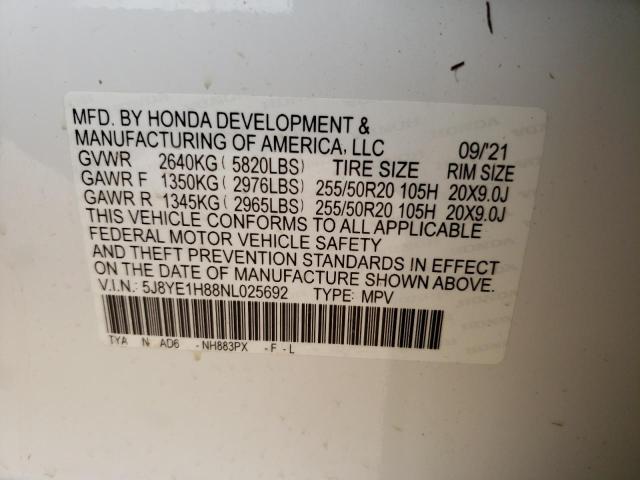 MFD. BY HONDA DEVELOPMENT &
MANUFACTURING OF AMERICA, LLC 09/'21
GVWR 2640KG ( 5820LBS) TIRE SIZE RIM SIZE
GAWR F 1350KG ( 2976LBS) 255/50R20 105H 20X9.0J
GAWR R 1345KG ( 2965LBS) 255/50R20 105H 20X9.0J
THIS VEHICLE CONFORMS TO ALL APPLICABLE
FEDERAL MOTOR VEHICLE SAFETY
AND THEFT PREVENTION STANDARDS IN EFFECT
ON THE DATE OF MANUFACTURE SHOWN ABOVE.
V.I.N.: 5J8YE1H88NL025692 TYPE: MPV
TYA N AD6 - NH883PX - F - L